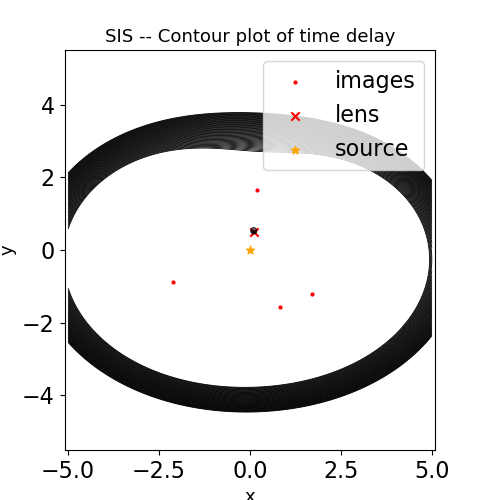 SIS -- Contour plot of time delay
images
lens
source
y
4
2
0
−2
−4
−5.0 −2.5 0.0 2.5 5.0
x